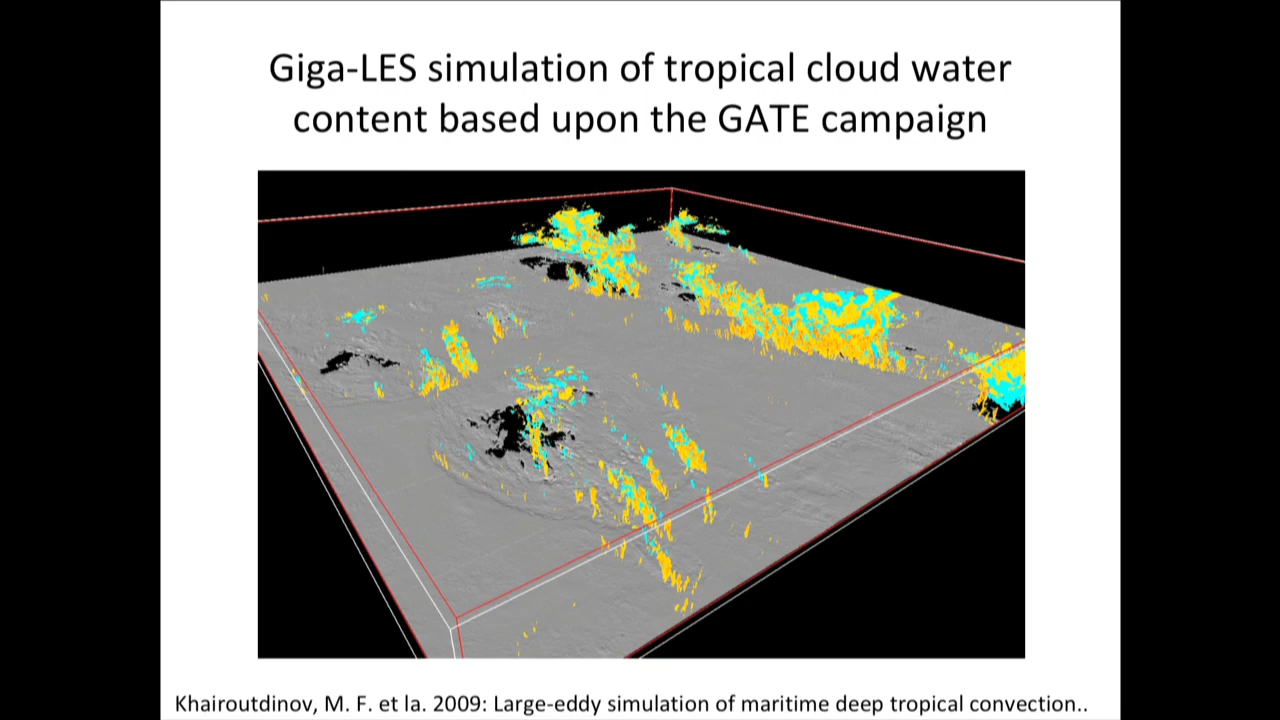 Giga-LES simulation of tropical cloud water
content based upon the GATE campaign
Khairoutdinov, M. F. et la. 2009: Large-eddy simulation of maritime deep tropical convection..